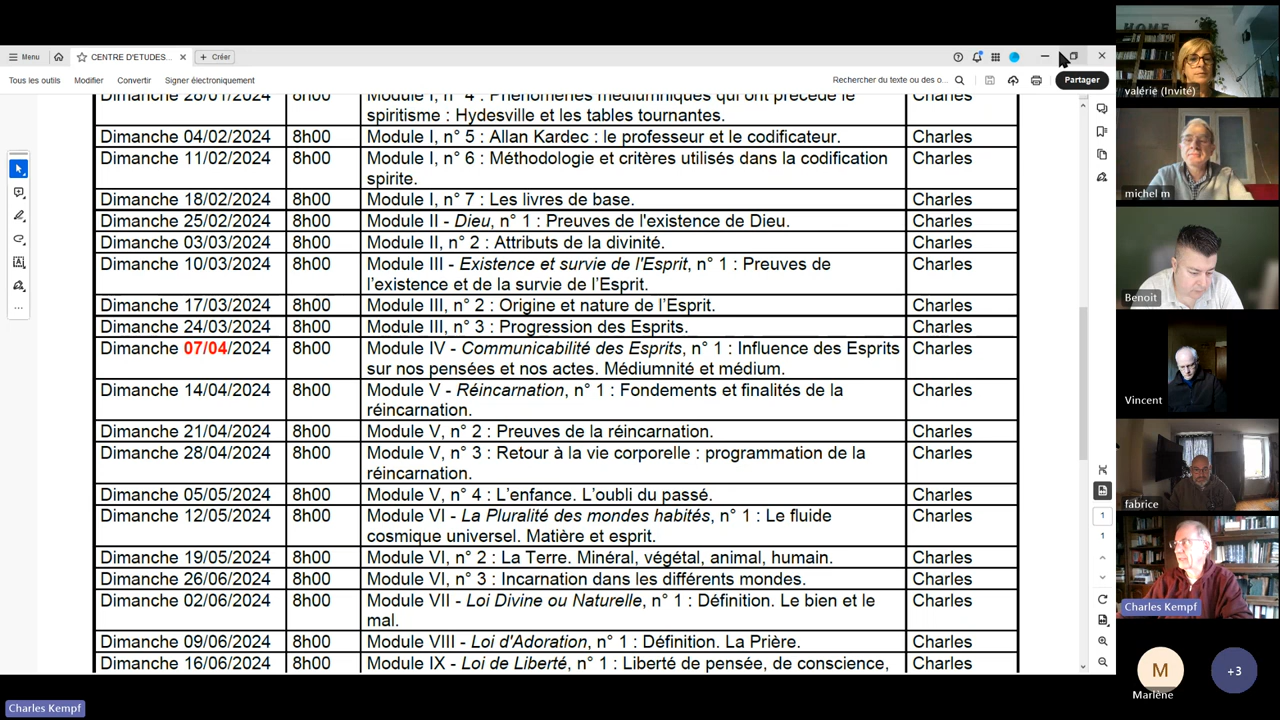 Menu
CENTRE D'ETUDES...
Créer
Tous les outils
Modifier
Convertir
Signer électroniquement
Rechercher du texte ou des o...
Partager
Dimanche 28/01/2024 8h00 Module I, n° 4 : Phénomènes médiumniques qui ont précédé le Charles
spiritisme : Hydesville et les tables tournantes.
Dimanche 04/02/2024 8h00 Module I, n° 5 : Allan Kardec : le professeur et le codificateur. Charles
Dimanche 11/02/2024 8h00 Module I, n° 6 : Méthodologie et critères utilisés dans la codification Charles
spirite.
Dimanche 18/02/2024 8h00 Module I, n° 7 : Les livres de base. Charles
Dimanche 25/02/2024 8h00 Module II - Dieu, n° 1 : Preuves de l'existence de Dieu. Charles
Dimanche 03/03/2024 8h00 Module II, n° 2 : Attributs de la divinité. Charles
Dimanche 10/03/2024 8h00 Module III - Existence et survie de l'Esprit, n° 1 : Preuves de Charles
l'existence et de la survie de l'Esprit.
Dimanche 17/03/2024 8h00 Module III, n° 2 : Origine et nature de l'Esprit. Charles
Dimanche 24/03/2024 8h00 Module III, n° 3 : Progression des Esprits. Charles
Dimanche 07/04/2024 8h00 Module IV - Communicabilité des Esprits, n° 1 : Influence des Esprits Charles
sur nos pensées et nos actes. Médiumnité et médium.
Dimanche 14/04/2024 8h00 Module V - Réincarnation, n° 1 : Fondements et finalités de la Charles
réincarnation.
Dimanche 21/04/2024 8h00 Module V, n° 2 : Preuves de la réincarnation. Charles
Dimanche 28/04/2024 8h00 Module V, n° 3 : Retour à la vie corporelle : programmation de la Charles
réincarnation.
Dimanche 05/05/2024 8h00 Module V, n° 4 : L'enfance. L'oubli du passé. Charles
Dimanche 12/05/2024 8h00 Module VI - La Pluralité des mondes habités, n° 1 : Le fluide Charles
cosmique universel. Matière et esprit.
Dimanche 19/05/2024 8h00 Module VI, n° 2 : La Terre. Minéral, végétal, animal, humain. Charles
Dimanche 26/06/2024 8h00 Module VI, n° 3 : Incarnation dans les différents mondes. Charles
Dimanche 02/06/2024 8h00 Module VII - Loi Divine ou Naturelle, n° 1 : Définition. Le bien et le Charles
mal.
Dimanche 09/06/2024 8h00 Module VIII - Loi d'Adoration, n° 1 : Définition. La Prière. Charles
Dimanche 16/06/2024 8h00 Module IX - Loi de Liberté, n° 1 : Liberté de pensée, de conscience, Charles
1
1
HOME
valérie (Invité)
michel m
Benoit
Vincent
fabrice
Charles Kempf
M
+3
Marlène
Charles Kempf